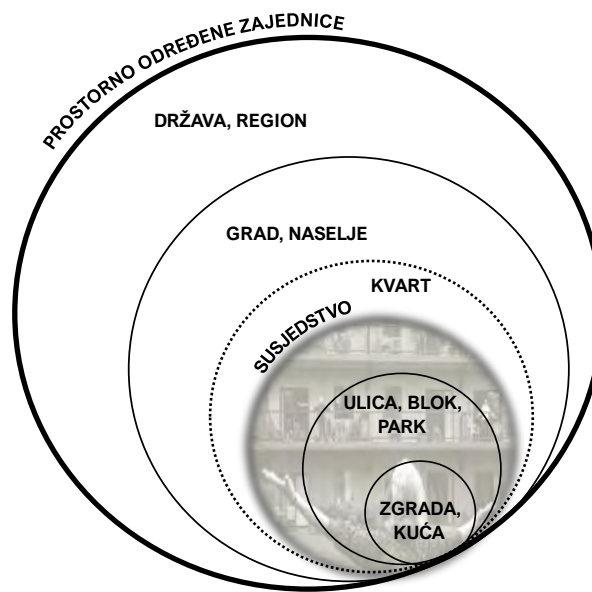 PROSTORNO ODREĐENE ZAJEDNICE
DRŽAVA, REGION
GRAD, NASELJE
KVART
SUSJEDSTVO
ULICA, BLOK,
PARK
ZGRADA,
KUĆA